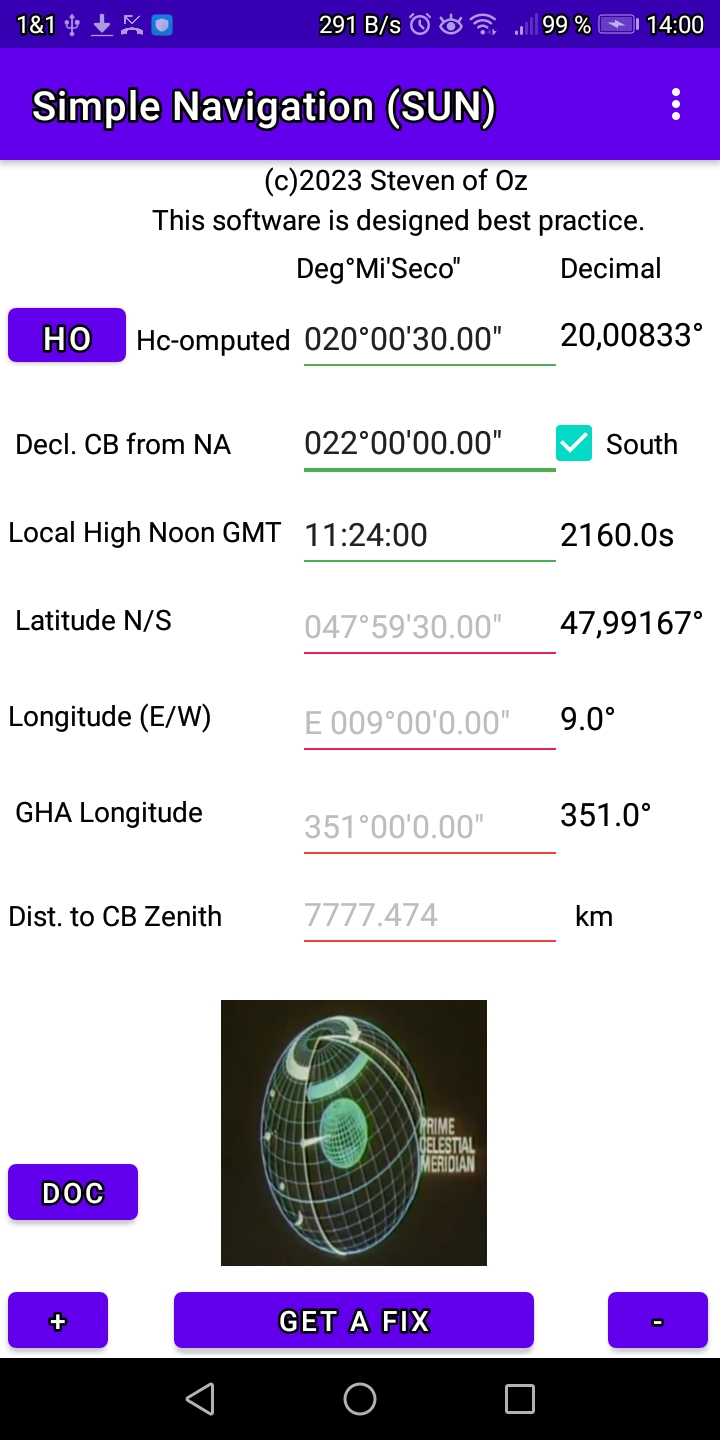 1&1 291 B/s 99 % 14:00
Simple Navigation (SUN)
(c)2023 Steven of Oz
This software is designed best practice.
Deg°Mi'Seco" Decimal
HO Hc-omputed 020°00'30.00" 20,00833°
Decl. CB from NA 022°00'00.00" South
Local High Noon GMT 11:24:00 2160.0s
Latitude N/S 047°59'30.00" 47,99167°
Longitude (E/W) E 009°00'0.00" 9.0°
GHA Longitude 351°00'0.00" 351.0°
Dist. to CB Zenith 7777.474 km
PRIME
CELESTIAL
MERIDIAN
DOC
+ GET A FIX -